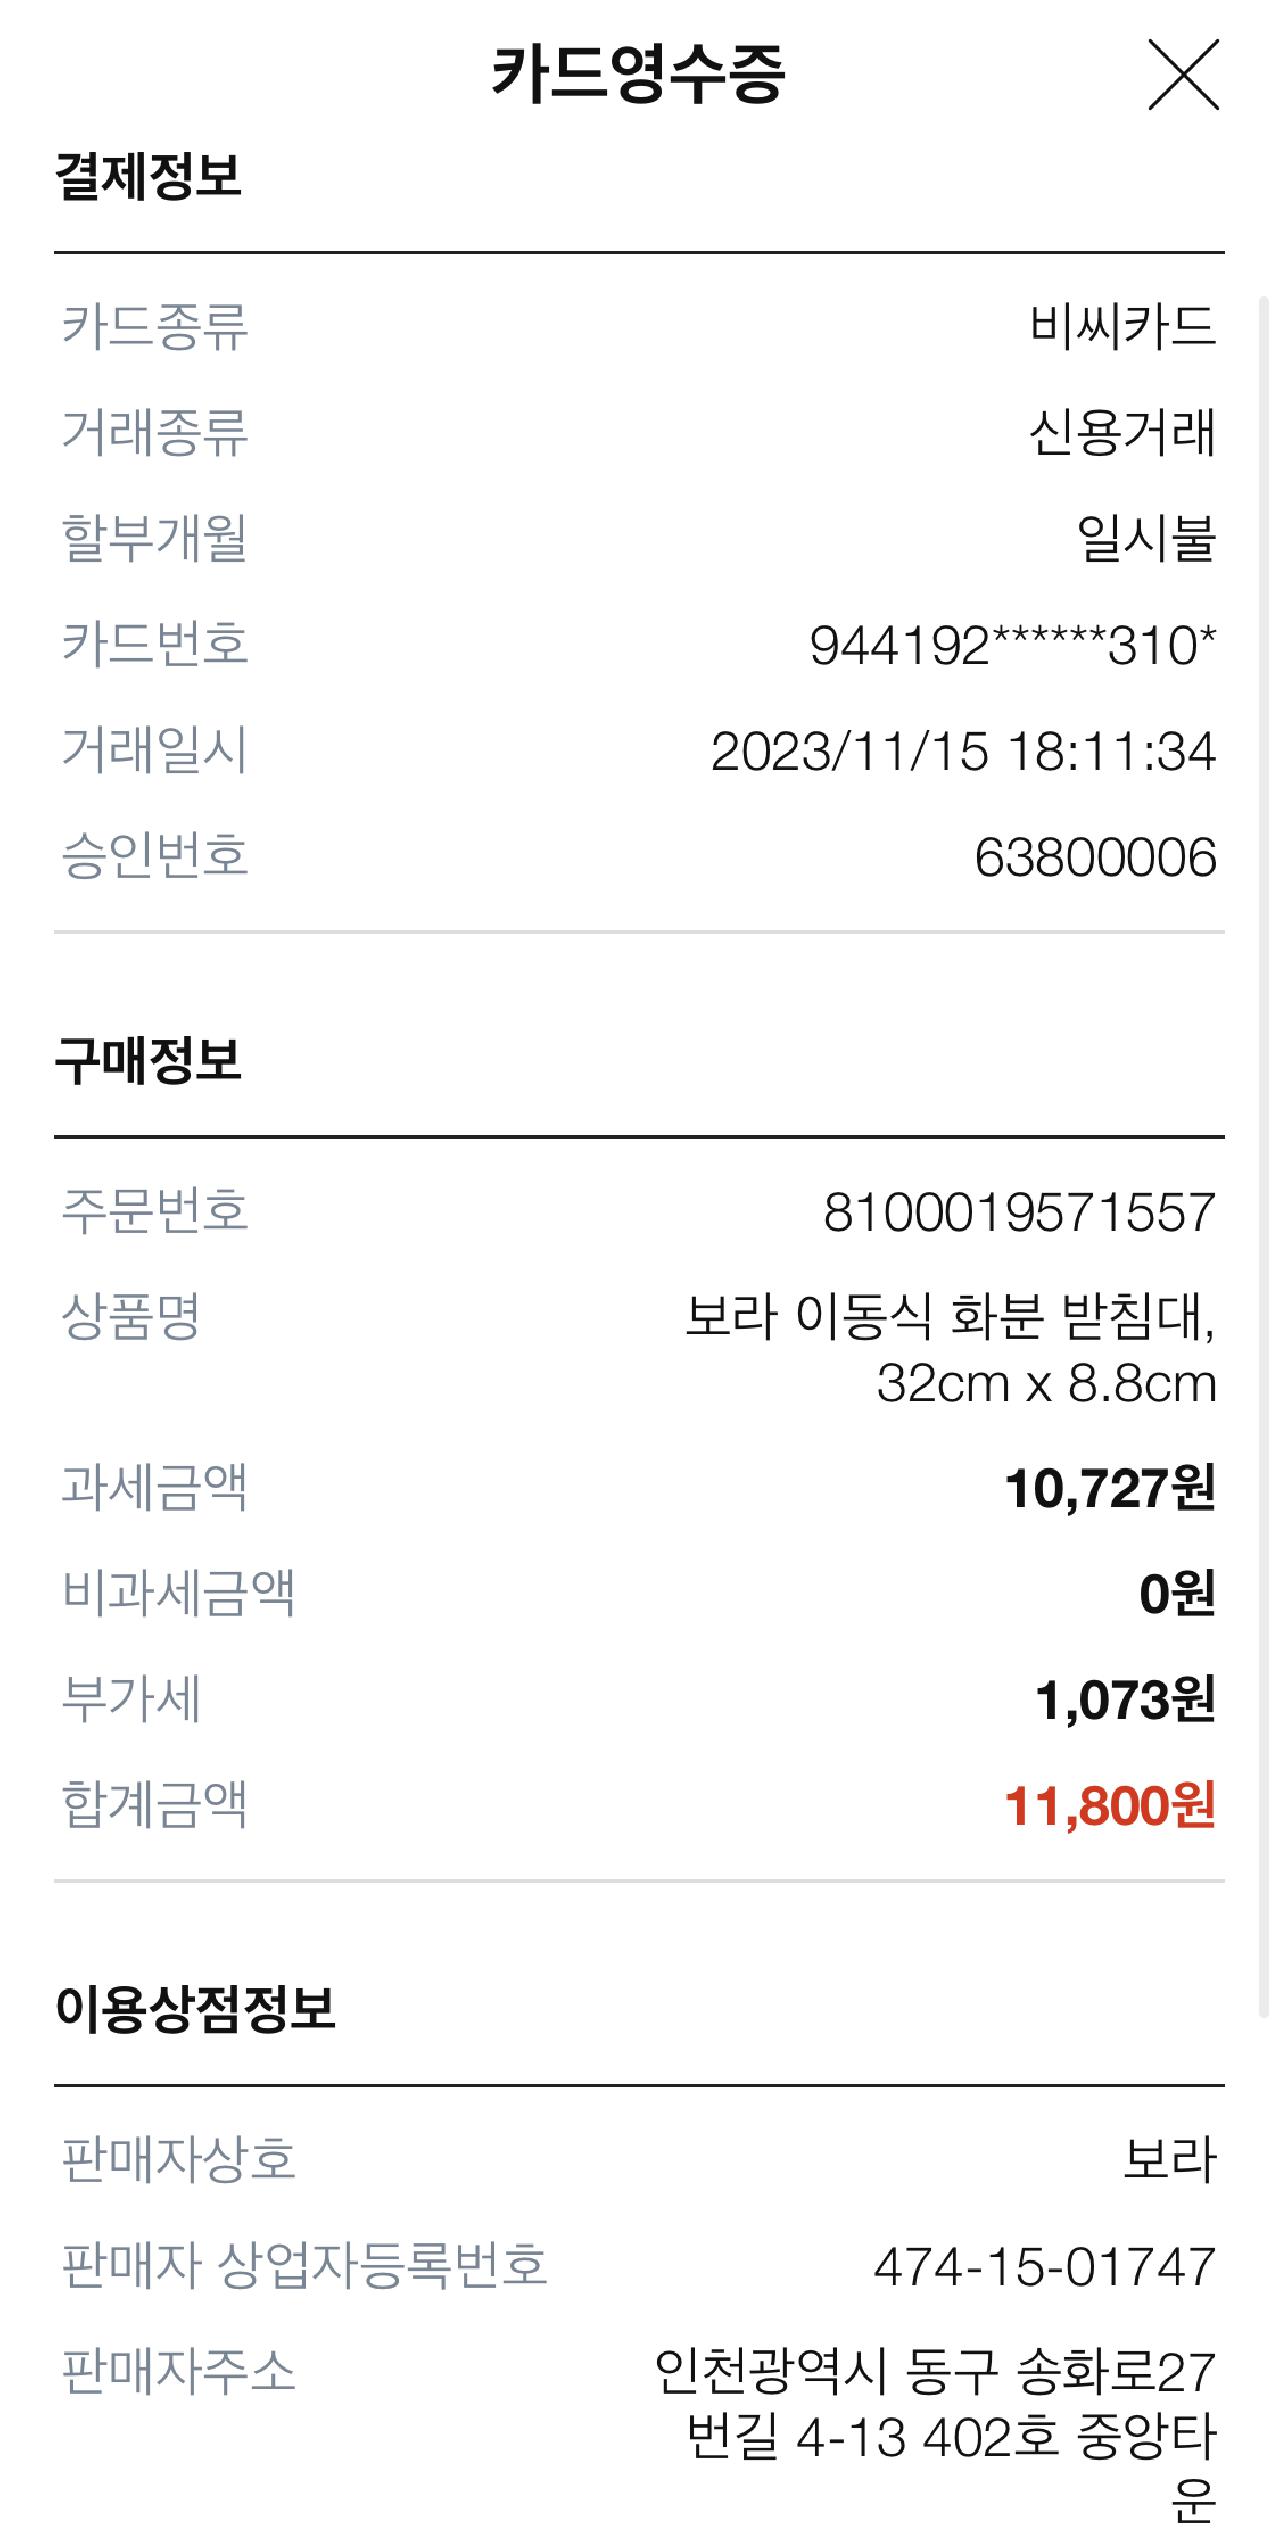 카드영수증
결제정보
카드종류 비씨카드
거래종류 신용거래
할부개월 일시불
카드번호 944192******310*
거래일시 2023/11/15 18:11:34
승인번호 63800006
구매정보
주문번호 8100019571557
상품명 보라 이동식 화분 받침대,
32cm x 8.8cm
과세금액 10,727원
비과세금액 0원
부가세 1,073원
합계금액 11,800원
이용상점정보
판매자상호 보라
판매자 상업자등록번호 474-15-01747
판매자주소 인천광역시 동구 송화로27
번길 4-13 402호 중앙타
운